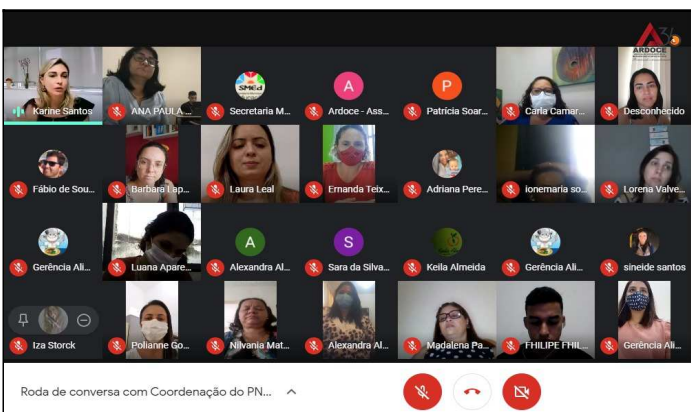 ARDOCE
Karine Santos
ANA PAULA ...
SMEd
Secretaria M...
A
Ardoce - Ass...
P
Patrícia Soar...
Carla Camar...
Desconhecido
Fábio de Sou...
Barbara Lap...
Laura Leal
Ernanda Teix...
Adriana Pere...
ionemaria so...
Lorena Valve...
Gerência Ali...
Luana Apare...
A
Alexandra Al...
S
Sara da Silva...
Keila Almeida
Gerência Ali...
sineide santos
Iza Storck
Polianne Go...
Nilvania Mat...
Alexandra Al...
Madalena Pa...
FHILIPE FHIL...
Gerência Ali...
Roda de conversa com Coordenação do PN...